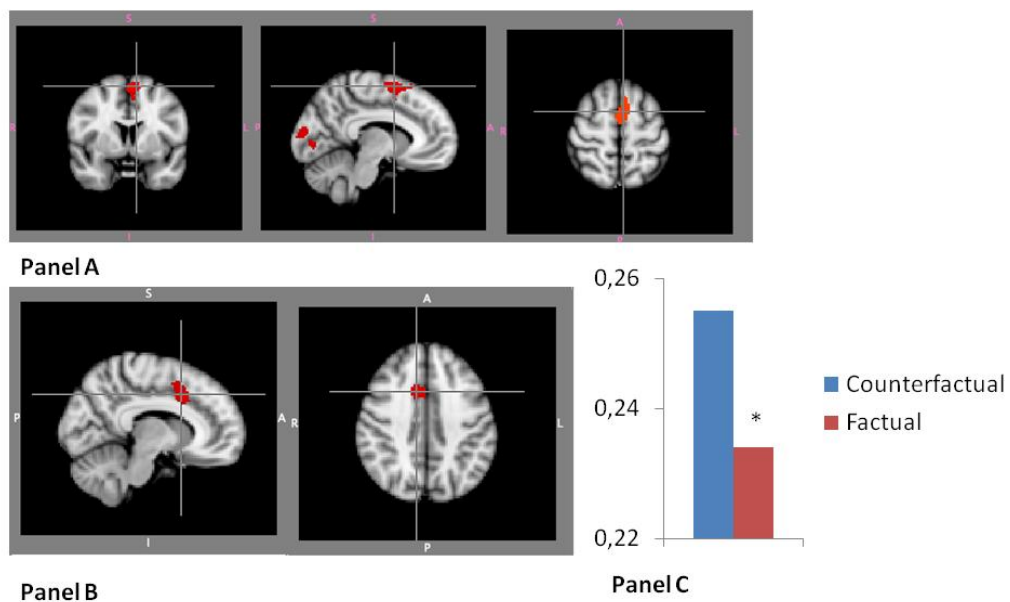 S
S
A
R
L
P
A
R
L
I
I
P
Panel A
0,26
S
A
Counterfactual
0,24
*
Factual
P
A
R
L
I
P
0,22
Panel B
Panel C